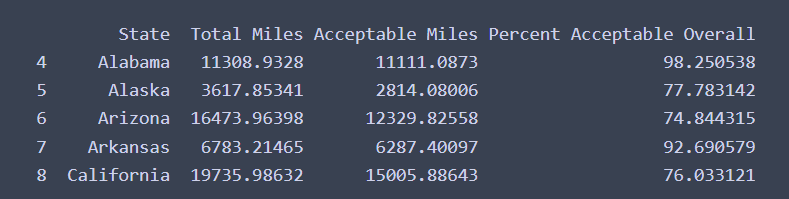 State Total Miles Acceptable Miles Percent Acceptable Overall
4 Alabama 11308.9328 11111.0873 98.250538
5 Alaska 3617.85341 2814.08006 77.783142
6 Arizona 16473.96398 12329.82558 74.844315
7 Arkansas 6783.21465 6287.40097 92.690579
8 California 19735.98632 15005.88643 76.033121